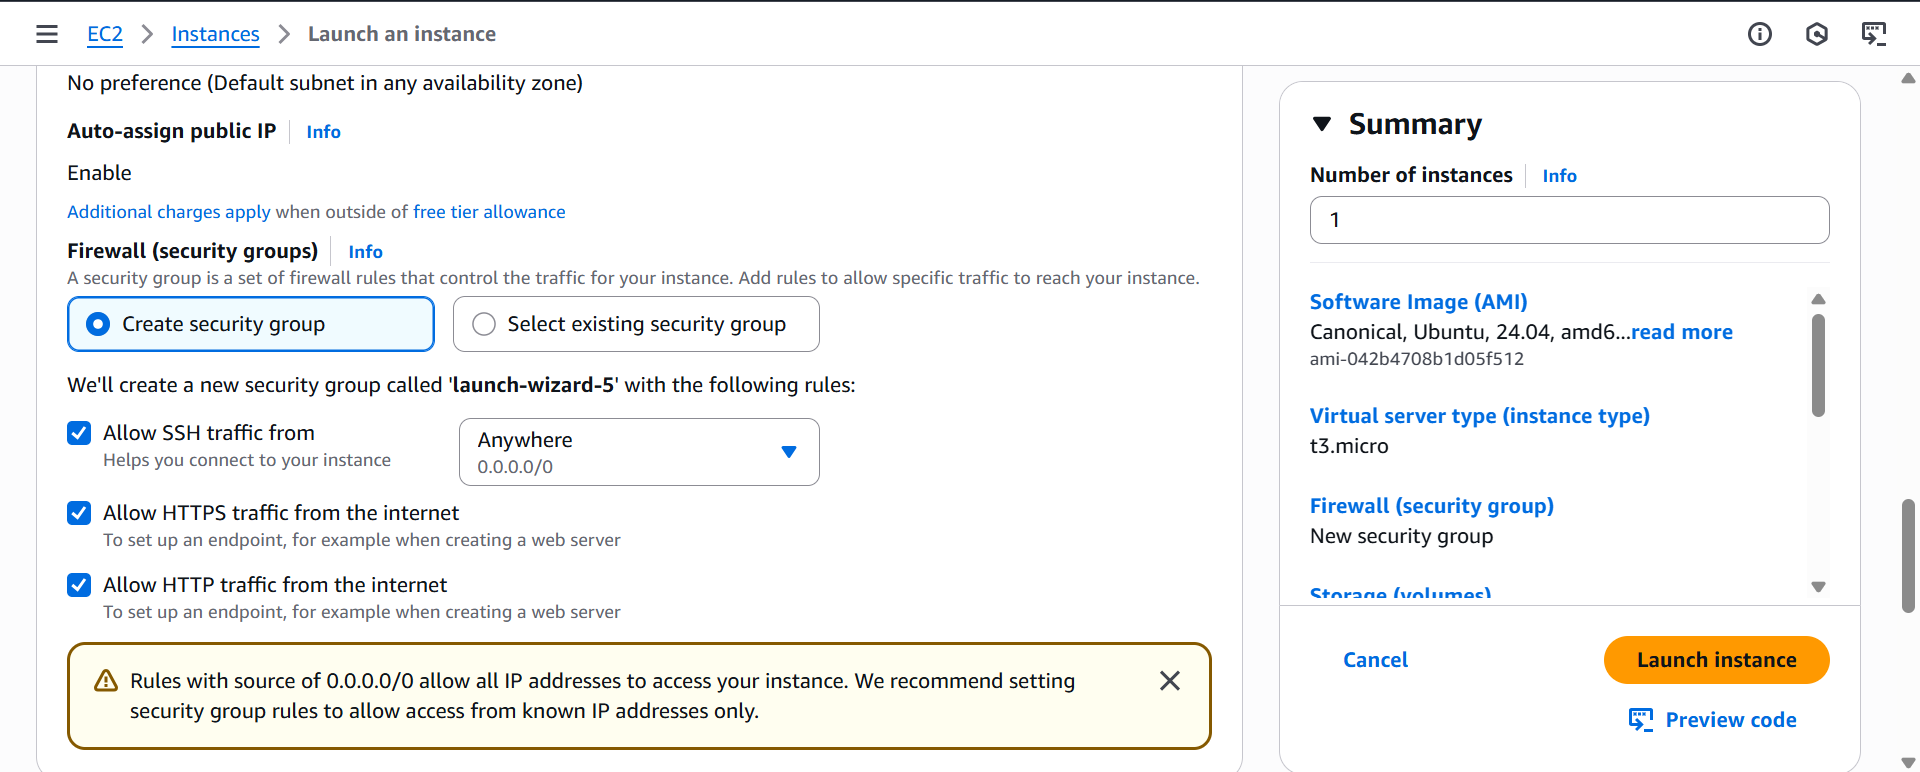 EC2 > Instances > Launch an instance
No preference (Default subnet in any availability zone)
Auto-assign public IP | Info
Enable
Additional charges apply when outside of free tier allowance
Firewall (security groups) | Info
A security group is a set of firewall rules that control the traffic for your instance. Add rules to allow specific traffic to reach your instance.
Create security group
Select existing security group
We'll create a new security group called 'launch-wizard-5' with the following rules:
Allow SSH traffic from
Helps you connect to your instance
Anywhere
0.0.0.0/0
Allow HTTPS traffic from the internet
To set up an endpoint, for example when creating a web server
Allow HTTP traffic from the internet
To set up an endpoint, for example when creating a web server
Rules with source of 0.0.0.0/0 allow all IP addresses to access your instance. We recommend setting
security group rules to allow access from known IP addresses only.
Summary
Number of instances | Info
1
Software Image (AMI)
Canonical, Ubuntu, 24.04, amd6...read more
ami-042b4708b1d05f512
Virtual server type (instance type)
t3.micro
Firewall (security group)
New security group
Storage (volumes)
Cancel
Launch instance
Preview code